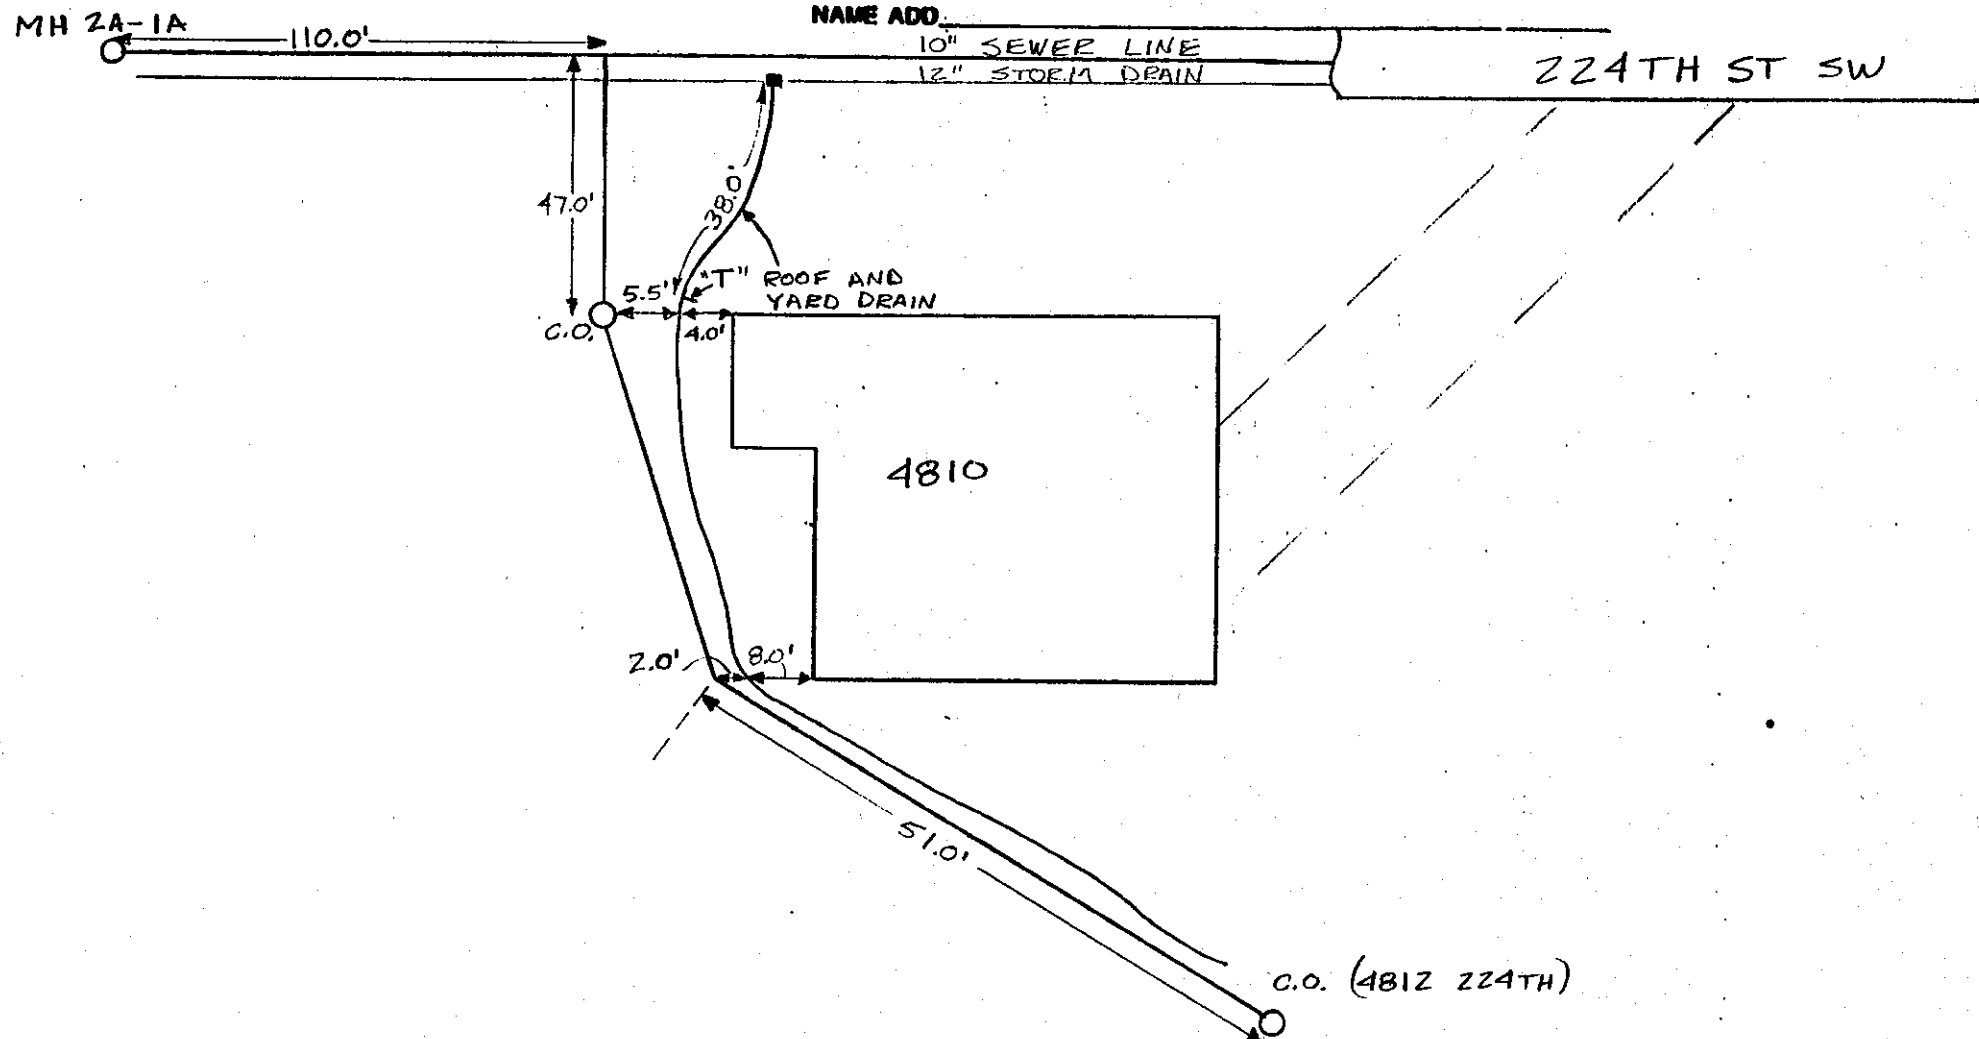 NAME ADD.
MH 2A-1A
110.0'
10" SEWER LINE
12" STORM DRAIN
224TH ST SW
47.0'
38.0'
"T" ROOF AND
YARD DRAIN
5.5'
4.0'
C.O.
4810
2.0'
8.0'
51.0'
C.O. (4812 224TH)